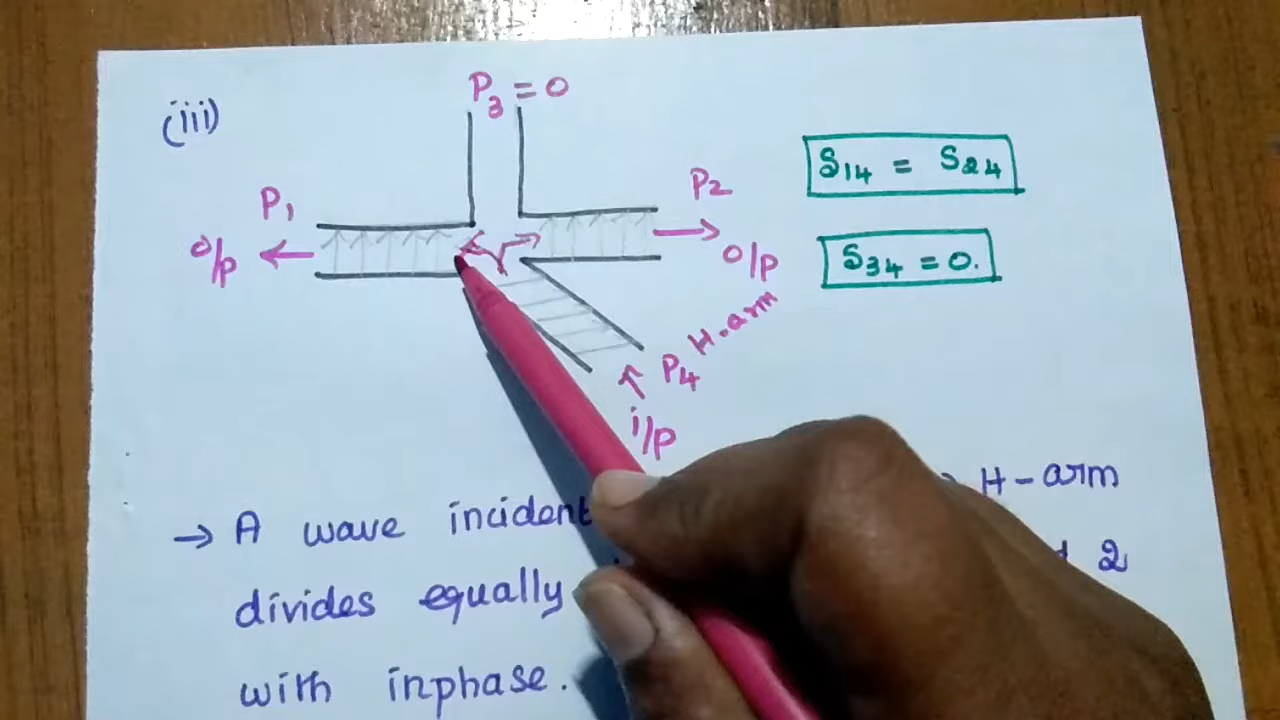 (iii)
P3 = 0
P1
P2
o/p
o/p
S14 = S24
S34 = 0.
P4 H-arm
i/p
→ A wave incident H-arm
divides equally 2
with inphase.